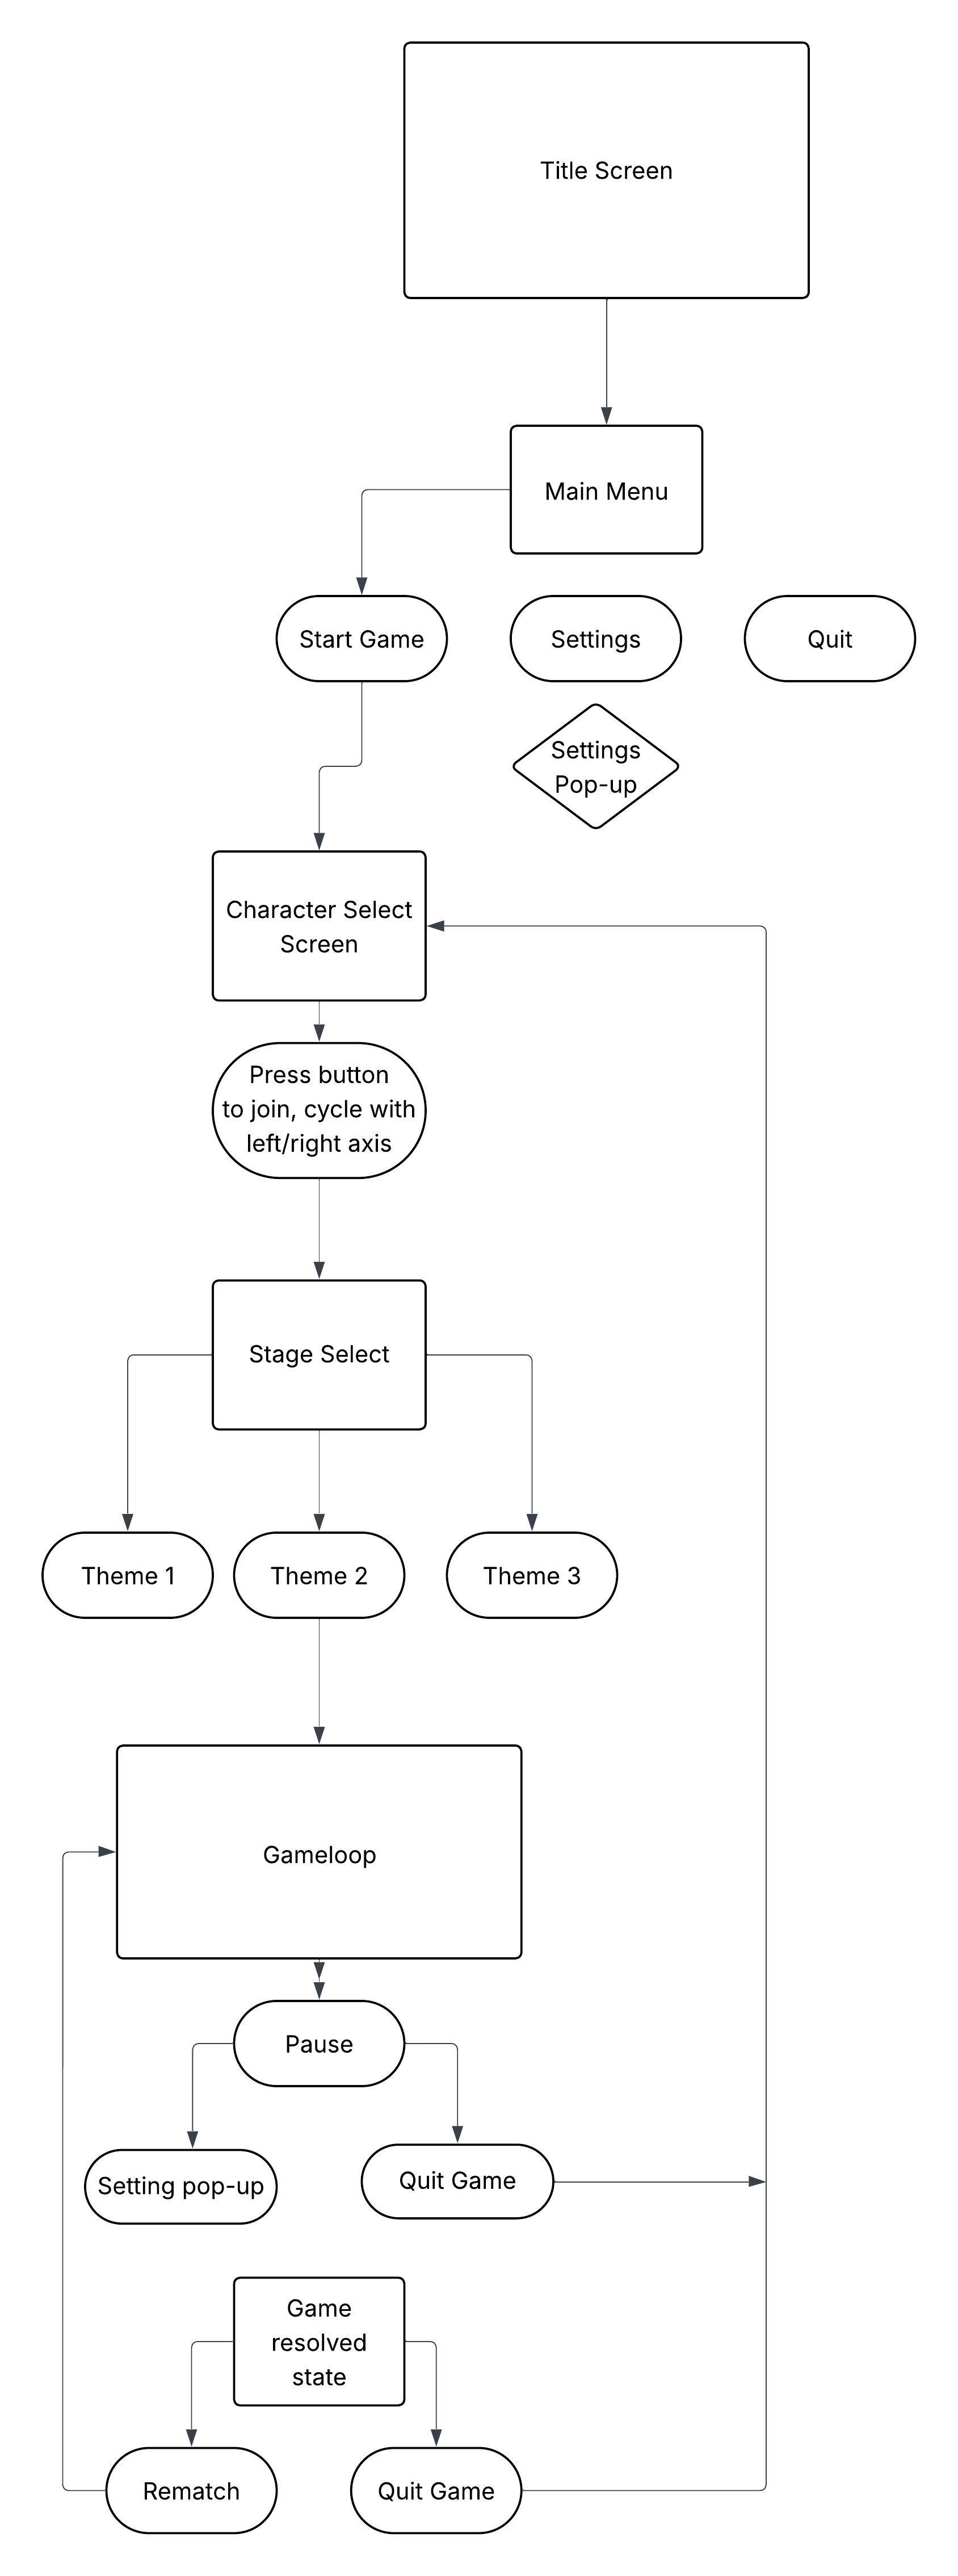 Title Screen
Main Menu
Start Game
Settings
Quit
Settings
Pop-up
Character Select
Screen
Press button
to join, cycle with
left/right axis
Stage Select
Theme 1
Theme 2
Theme 3
Gameloop
Pause
Setting pop-up
Quit Game
Game
resolved
state
Rematch
Quit Game